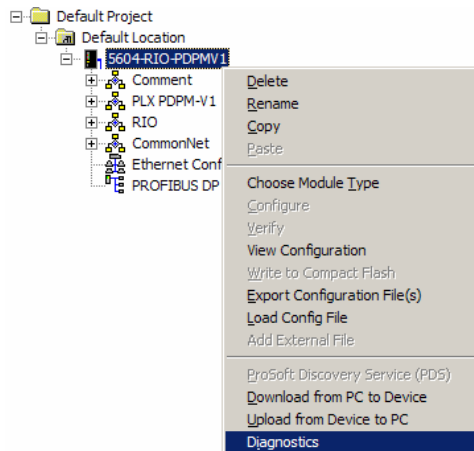 Default Project
Default Location
5604-RIO-PDPMV1
Comment
PLX PDPM-V1
RIO
CommonNet
Ethernet Conf
PROFIBUS DP
Delete
Rename
Copy
Paste
Choose Module Type
Configure
Verify
View Configuration
Write to Compact Flash
Export Configuration File(s)
Load Config File
Add External File
ProSoft Discovery Service (PDS)
Download from PC to Device
Upload from Device to PC
Diagnostics